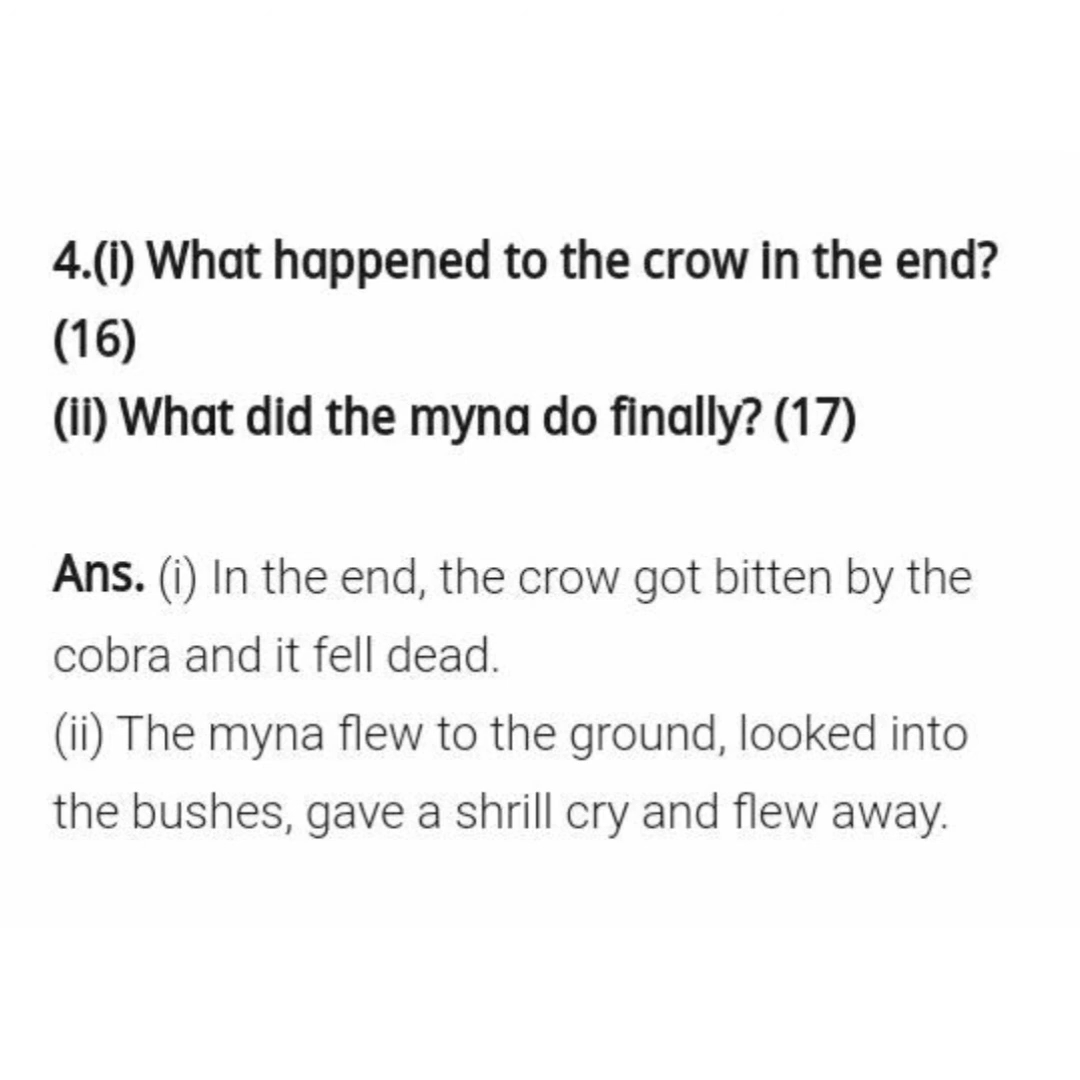 4.(i) What happened to the crow in the end?
(16)
(ii) What did the myna do finally? (17)
Ans. (i) In the end, the crow got bitten by the
cobra and it fell dead.
(ii) The myna flew to the ground, looked into
the bushes, gave a shrill cry and flew away.